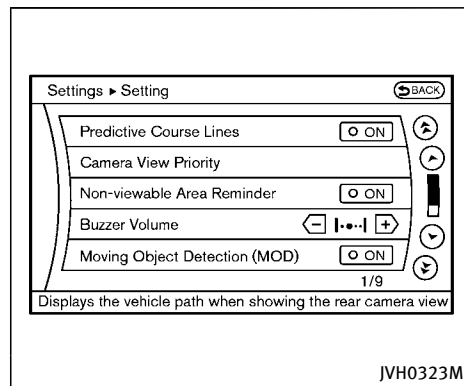 Settings ▸ Setting
BACK
Predictive Course Lines ON
Camera View Priority
Non-viewable Area Reminder ON
Buzzer Volume − +
Moving Object Detection (MOD) ON
1/9
Displays the vehicle path when showing the rear camera view
JVH0323M